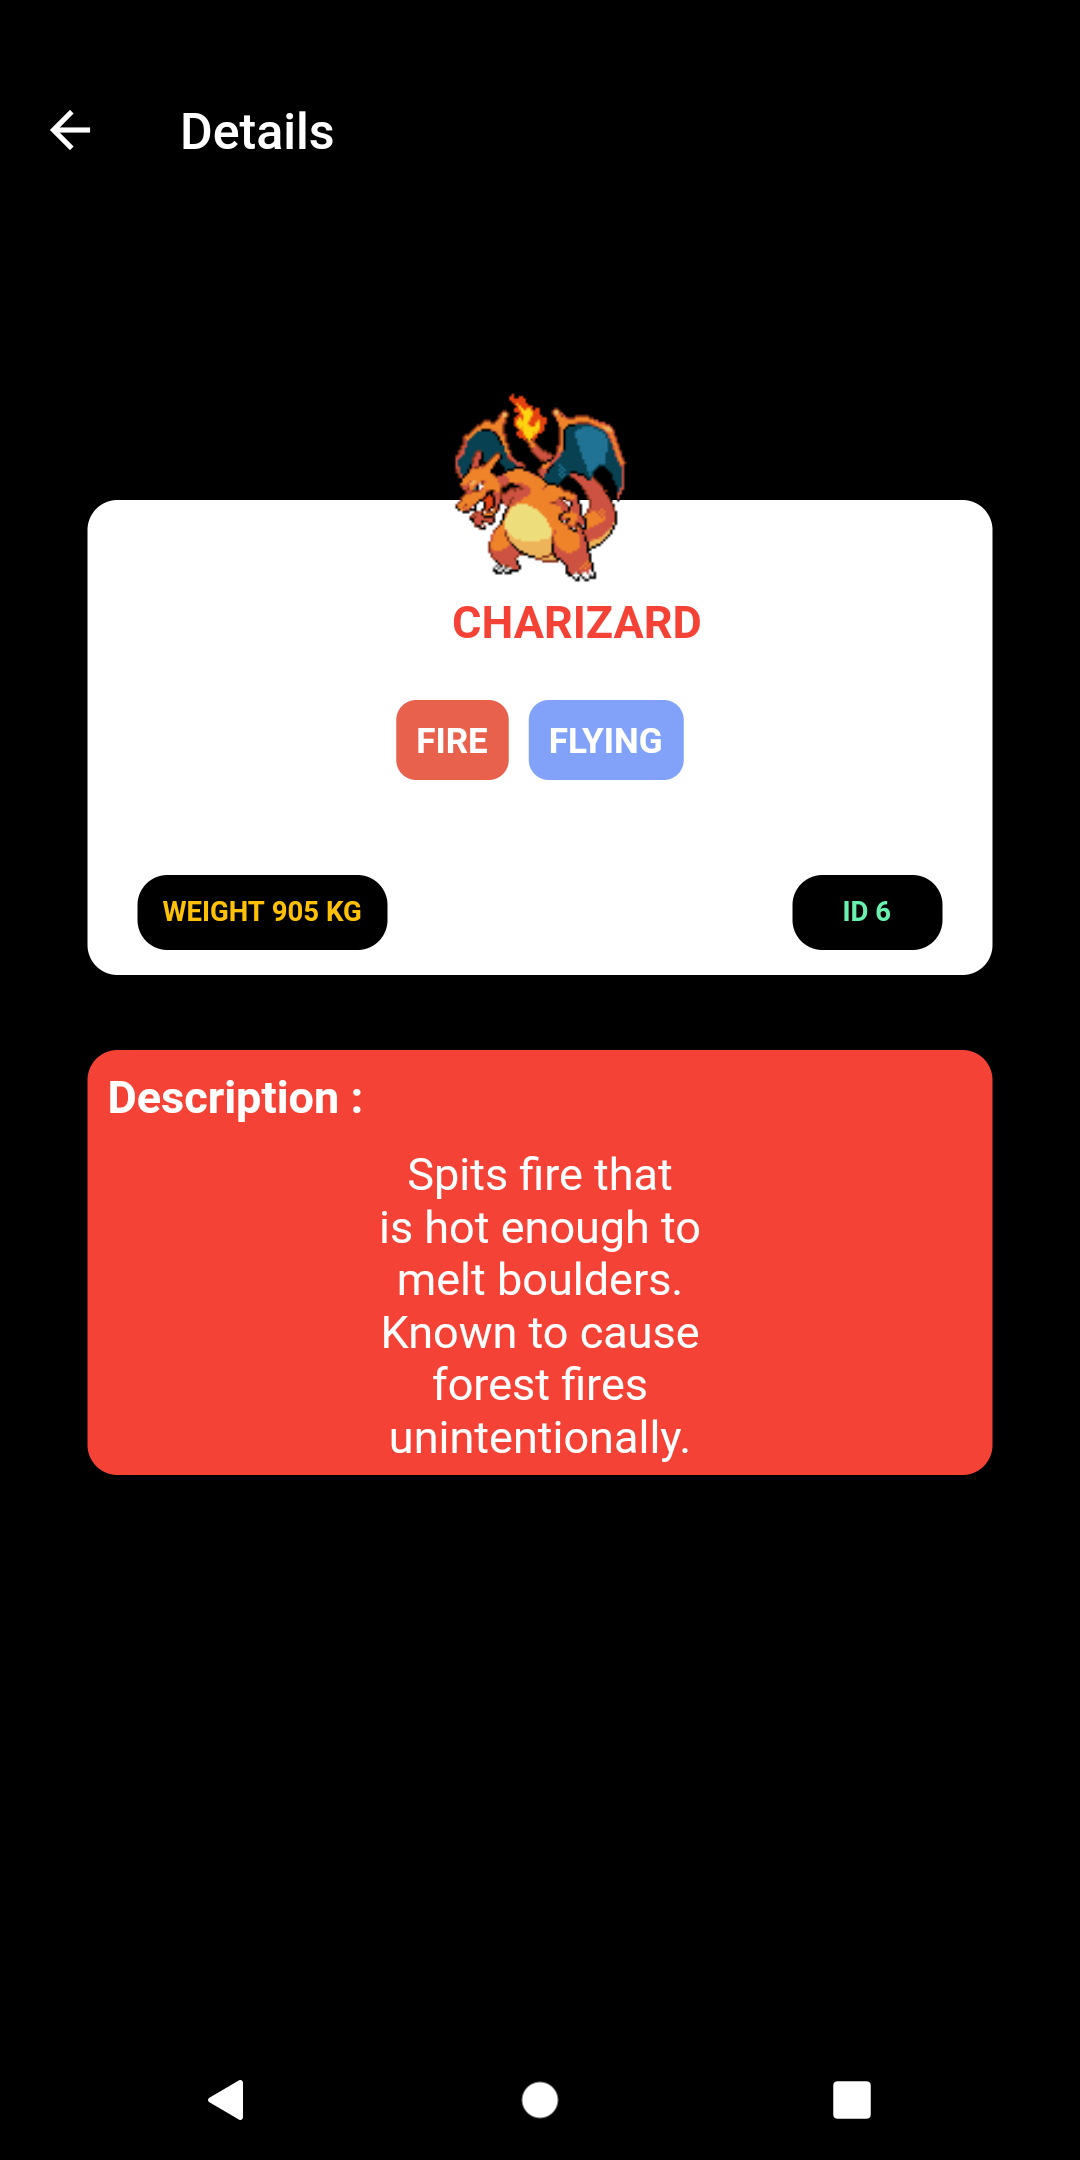 Details
CHARIZARD
FIRE FLYING
WEIGHT 905 KG ID 6
Description :
Spits fire that
is hot enough to
melt boulders.
Known to cause
forest fires
unintentionally.